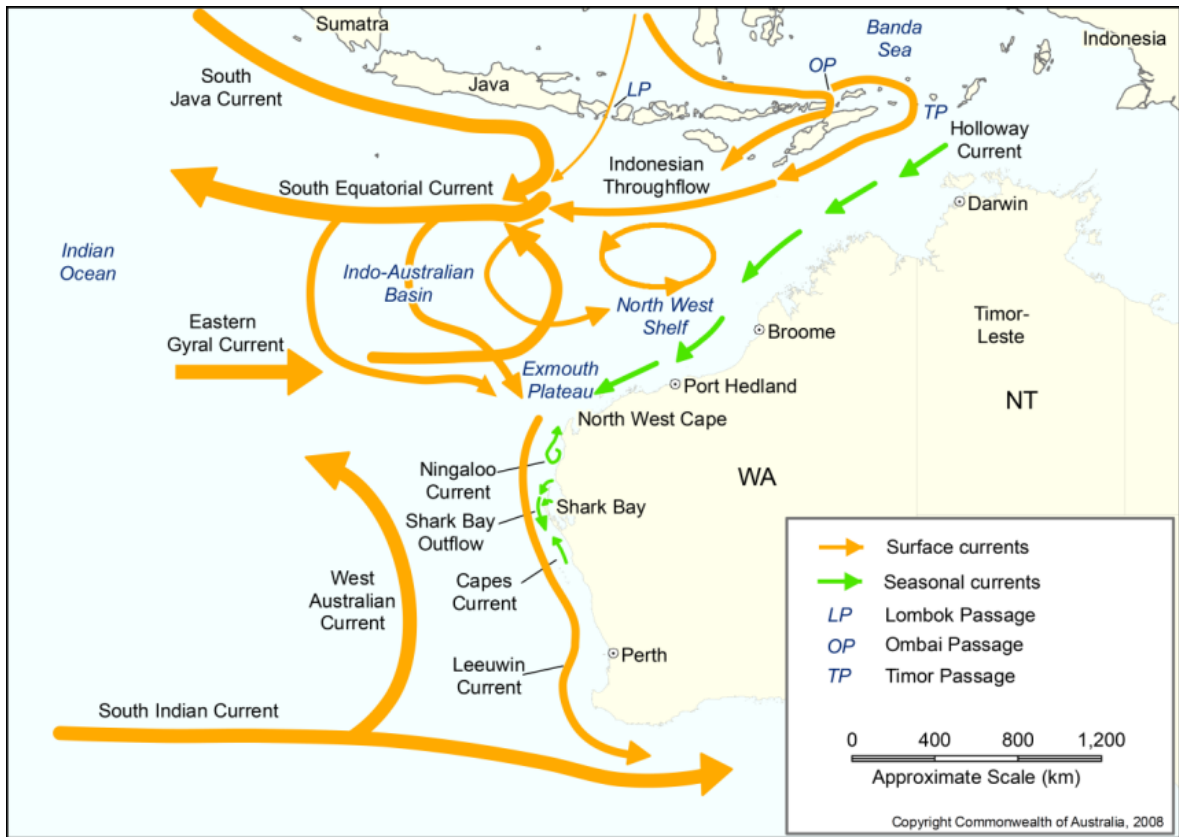 Sumatra
Banda
Sea
Indonesia
South
Java Current
Java
LP
OP
TP
Holloway
Current
Indonesian
Throughflow
South Equatorial Current
Darwin
Indian
Ocean
Indo-Australian
Basin
North West
Shelf
Timor-
Leste
Eastern
Gyral Current
Broome
Exmouth
Plateau
Port Hedland
NT
North West Cape
Ningaloo
Current
WA
Shark Bay
Shark Bay
Outflow
West
Australian
Current
Capes
Current
Perth
Leeuwin
Current
South Indian Current
Surface currents
Seasonal currents
LP Lombok Passage
OP Ombai Passage
TP Timor Passage
0 400 800 1,200
Approximate Scale (km)
Copyright Commonwealth of Australia, 2008